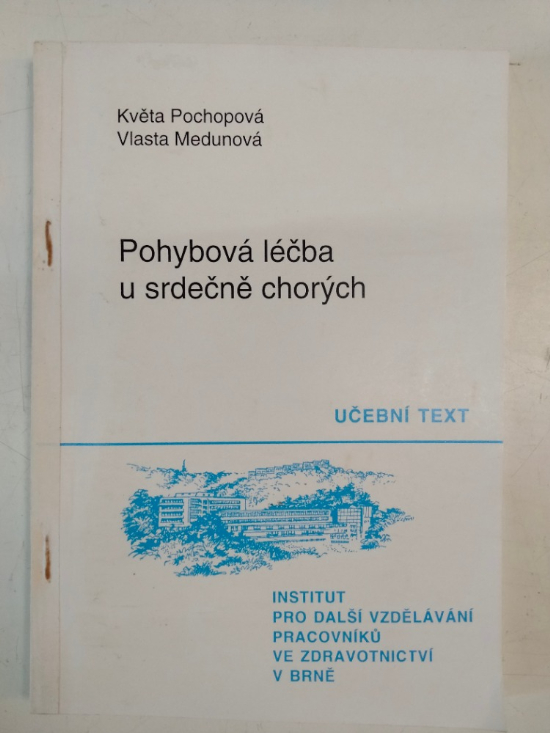 Květa Pochopová
Vlasta Medunová
Pohybová léčba
u srdečně chorých
UČEBNÍ TEXT
INSTITUT
PRO DALŠÍ VZDĚLÁVÁNÍ
PRACOVNÍKŮ
VE ZDRAVOTNICTVÍ
V BRNĚ